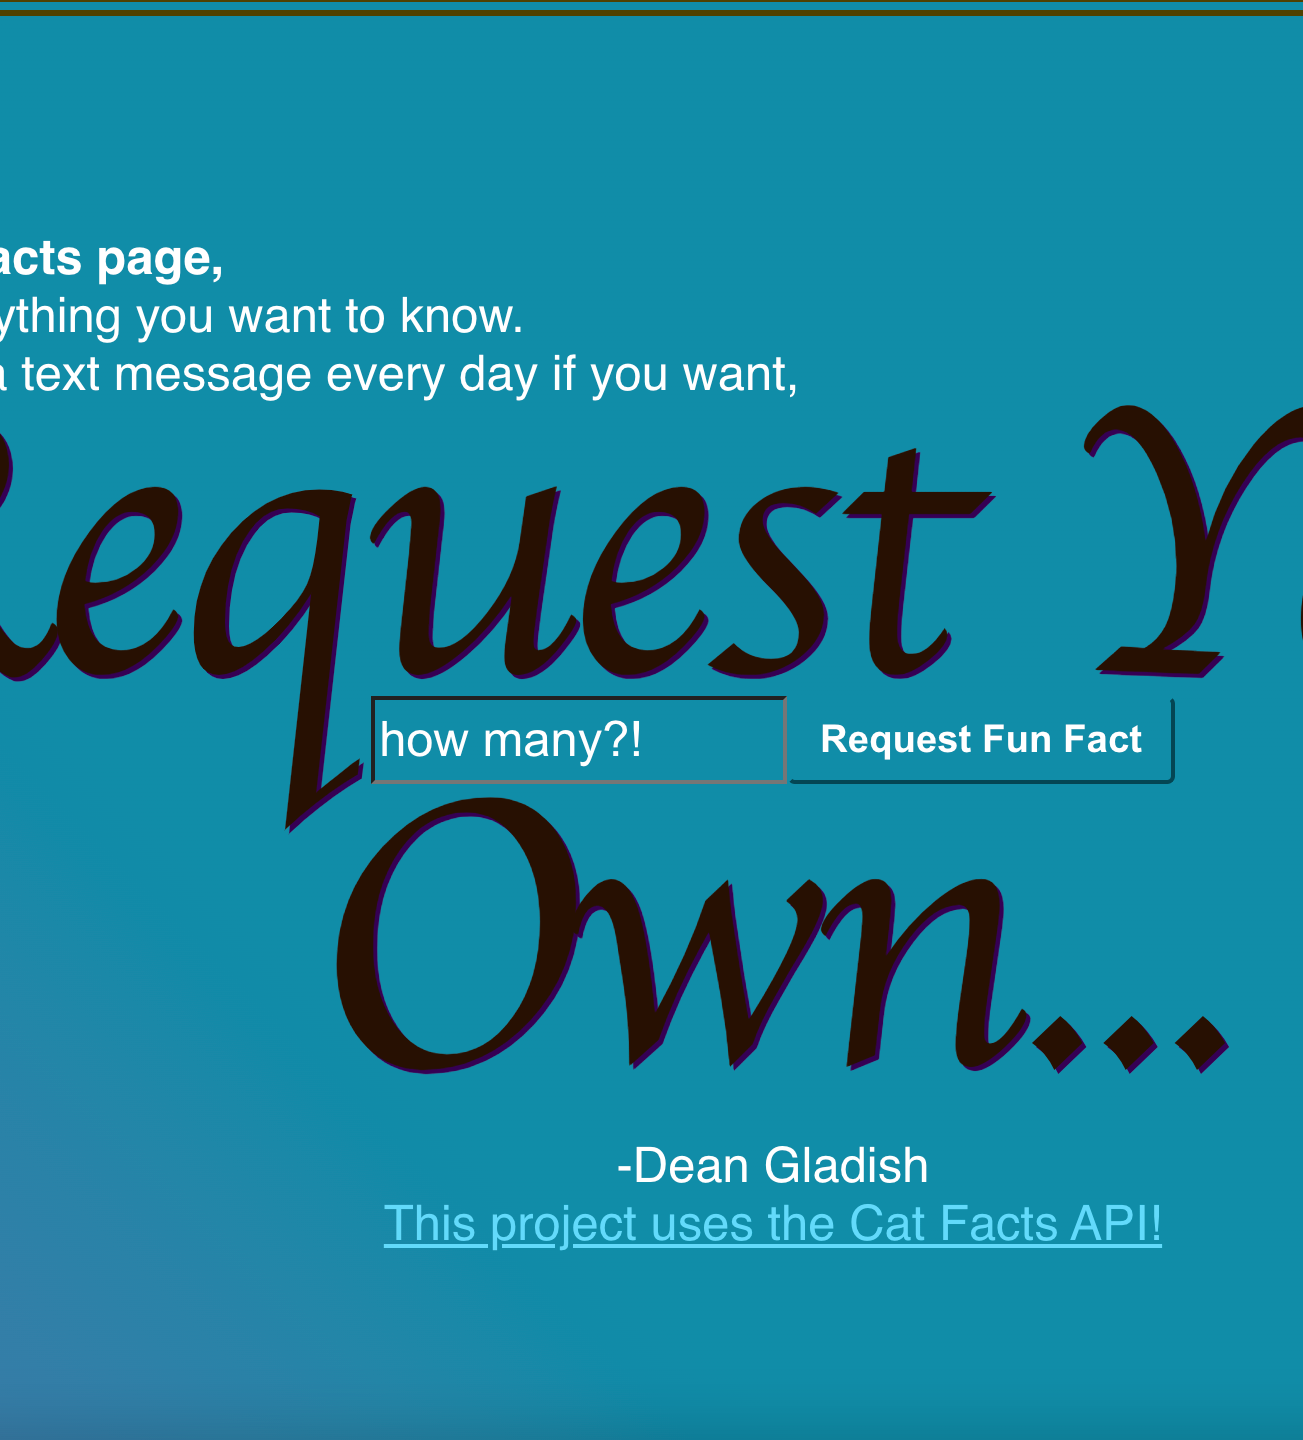 acts page,
ything you want to know.
a text message every day if you want,
equest Y
how many?!
Request Fun Fact
Own...
-Dean Gladish
This project uses the Cat Facts API!